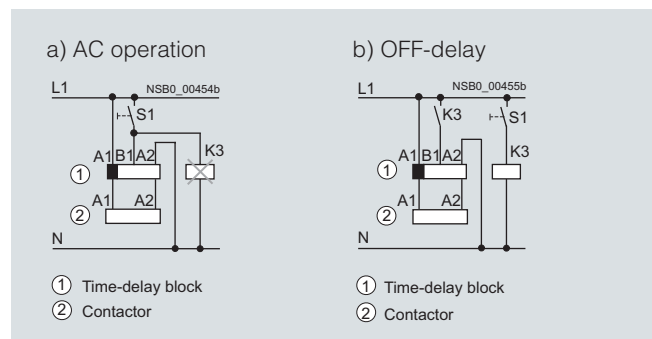 a) AC operation
L1
NSB0_00454b
S1
A1 B1 A2
K3
1
A1 A2
2
N
1 Time-delay block
2 Contactor
b) OFF-delay
L1
NSB0_00455b
K3
S1
A1 B1 A2
K3
1
A1 A2
2
N
1 Time-delay block
2 Contactor